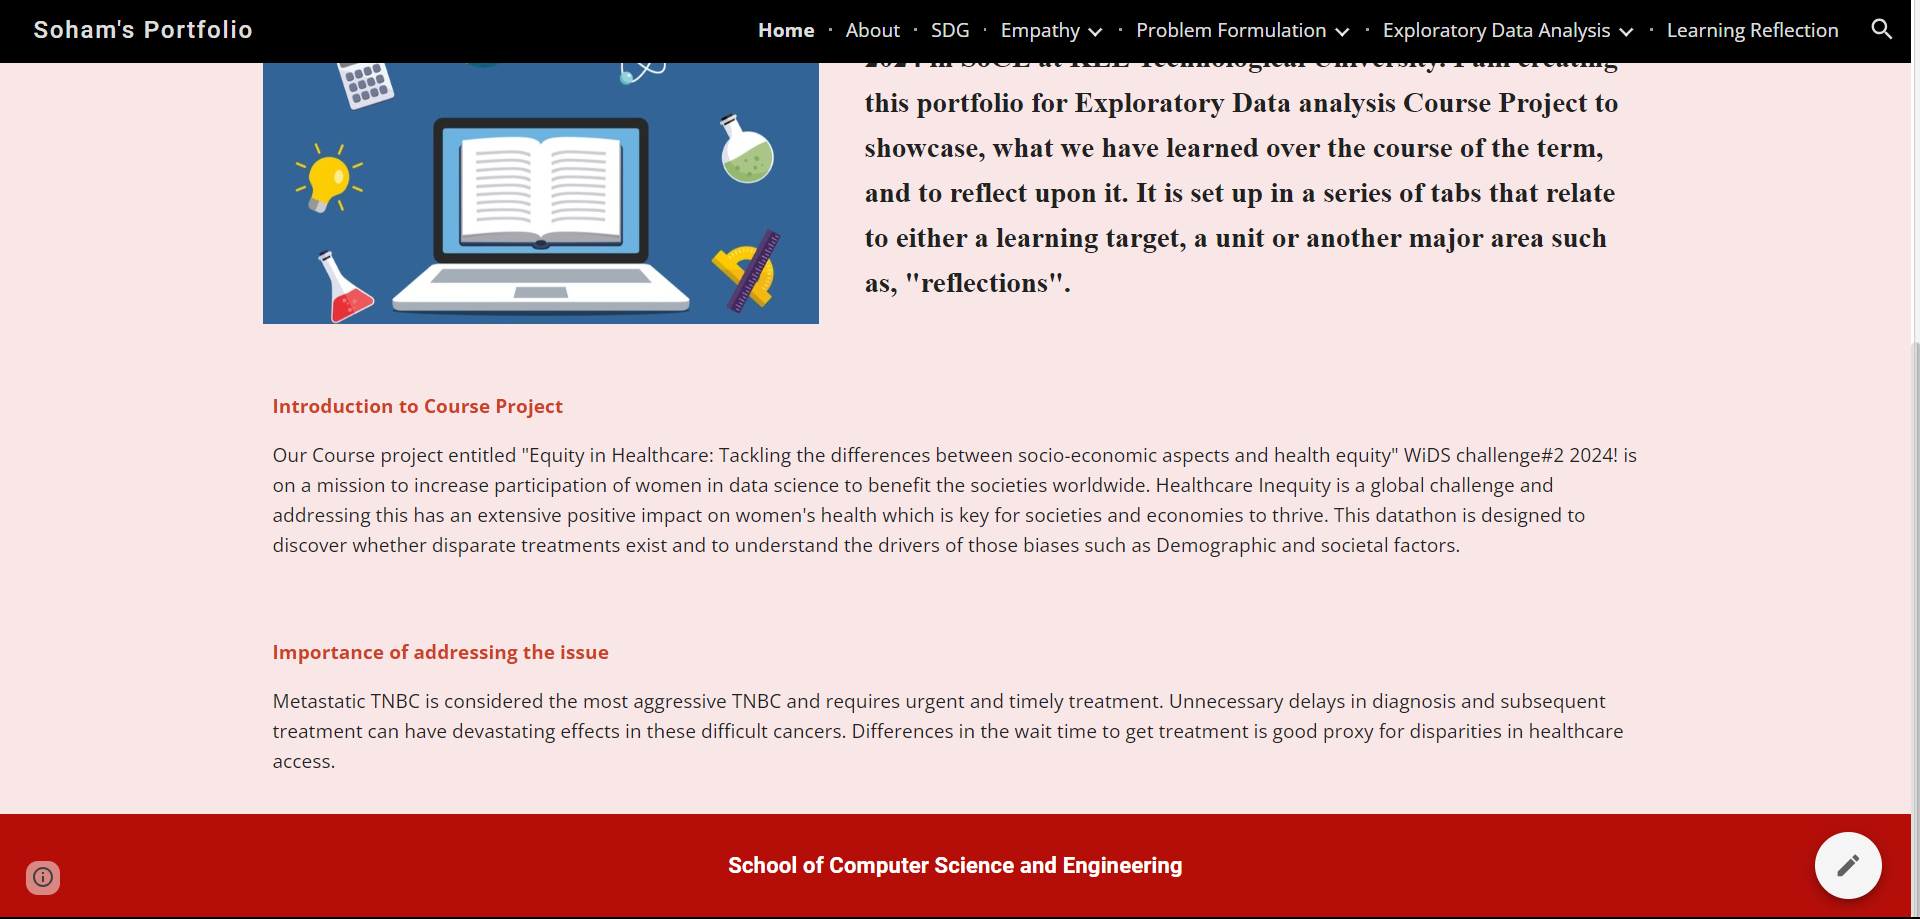 Soham's Portfolio
Home · About · SDG · Empathy · Problem Formulation · Exploratory Data Analysis · Learning Reflection
2024 in SoCE at KLE Technological University. I am creating
this portfolio for Exploratory Data analysis Course Project to
showcase, what we have learned over the course of the term,
and to reflect upon it. It is set up in a series of tabs that relate
to either a learning target, a unit or another major area such
as, "reflections".
Introduction to Course Project
Our Course project entitled "Equity in Healthcare: Tackling the differences between socio-economic aspects and health equity" WiDS challenge#2 2024! is
on a mission to increase participation of women in data science to benefit the societies worldwide. Healthcare Inequity is a global challenge and
addressing this has an extensive positive impact on women's health which is key for societies and economies to thrive. This datathon is designed to
discover whether disparate treatments exist and to understand the drivers of those biases such as Demographic and societal factors.
Importance of addressing the issue
Metastatic TNBC is considered the most aggressive TNBC and requires urgent and timely treatment. Unnecessary delays in diagnosis and subsequent
treatment can have devastating effects in these difficult cancers. Differences in the wait time to get treatment is good proxy for disparities in healthcare
access.
School of Computer Science and Engineering